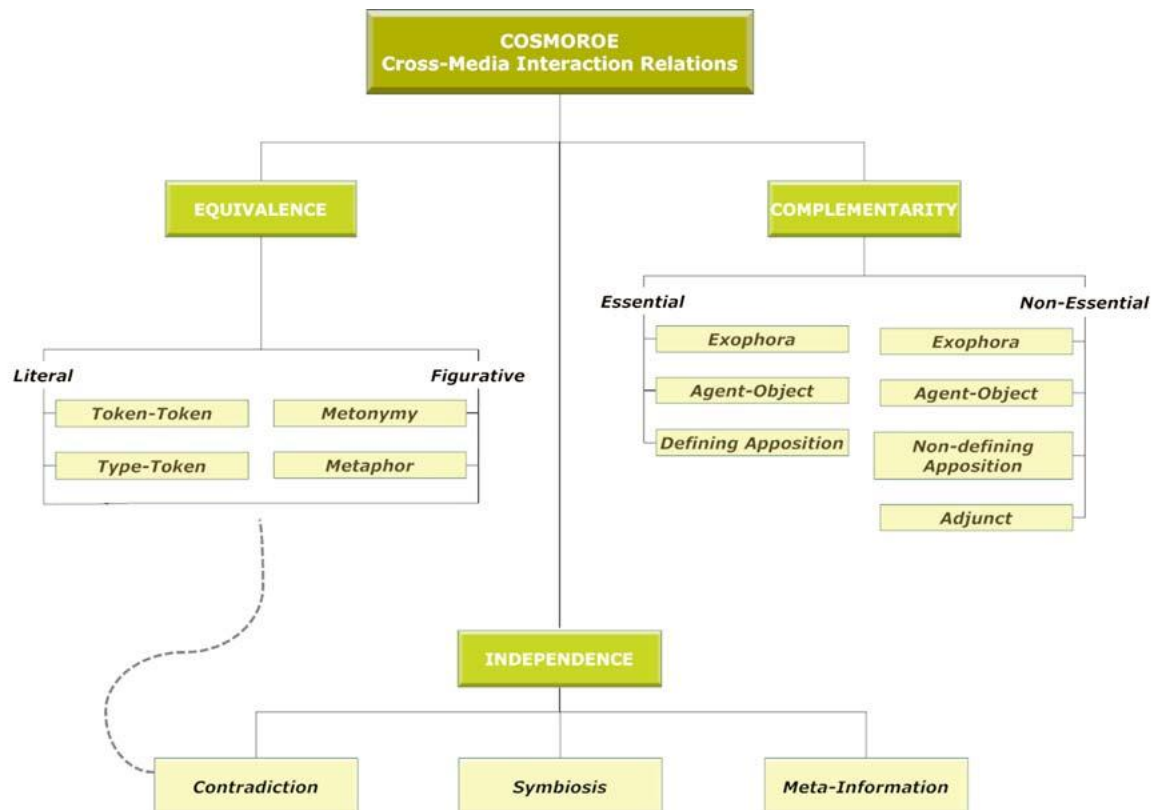 COSMOROE
Cross-Media Interaction Relations
EQUIVALENCE
COMPLEMENTARITY
Literal
Figurative
Token-Token
Metonymy
Type-Token
Metaphor
Essential
Non-Essential
Exophora
Exophora
Agent-Object
Agent-Object
Defining Apposition
Non-defining
Apposition
Adjunct
INDEPENDENCE
Contradiction
Symbiosis
Meta-Information